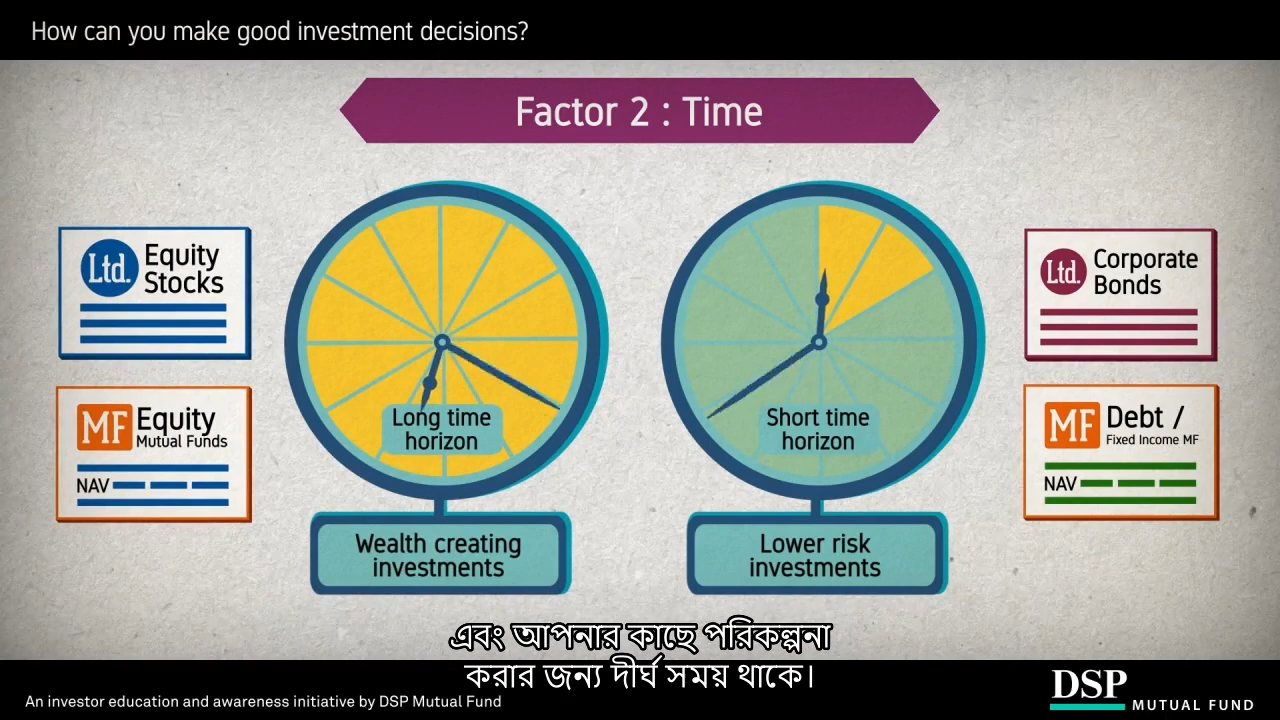 How can you make good investment decisions?
Factor 2 : Time
Ltd.
Equity
Stocks
MF
Equity
Mutual Funds
NAV
Long time
horizon
Wealth creating
investments
Short time
horizon
Lower risk
investments
Ltd.
Corporate
Bonds
MF
Debt /
Fixed Income MF
NAV
এবং আপনার কাছে পরিকল্পনা
করার জন্য দীর্ঘ সময় থাকে।
An investor education and awareness initiative by DSP Mutual Fund
DSP
MUTUAL FUND